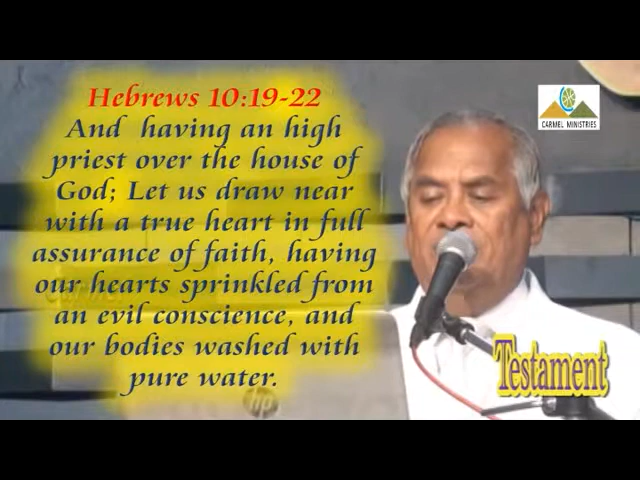 Hebrews 10:19-22
And having an high
priest over the house of
God; Let us draw near
with a true heart in full
assurance of faith, having
our hearts sprinkled from
an evil conscience, and
our bodies washed with
pure water.
CARMEL MINISTRIES
Testament
hp